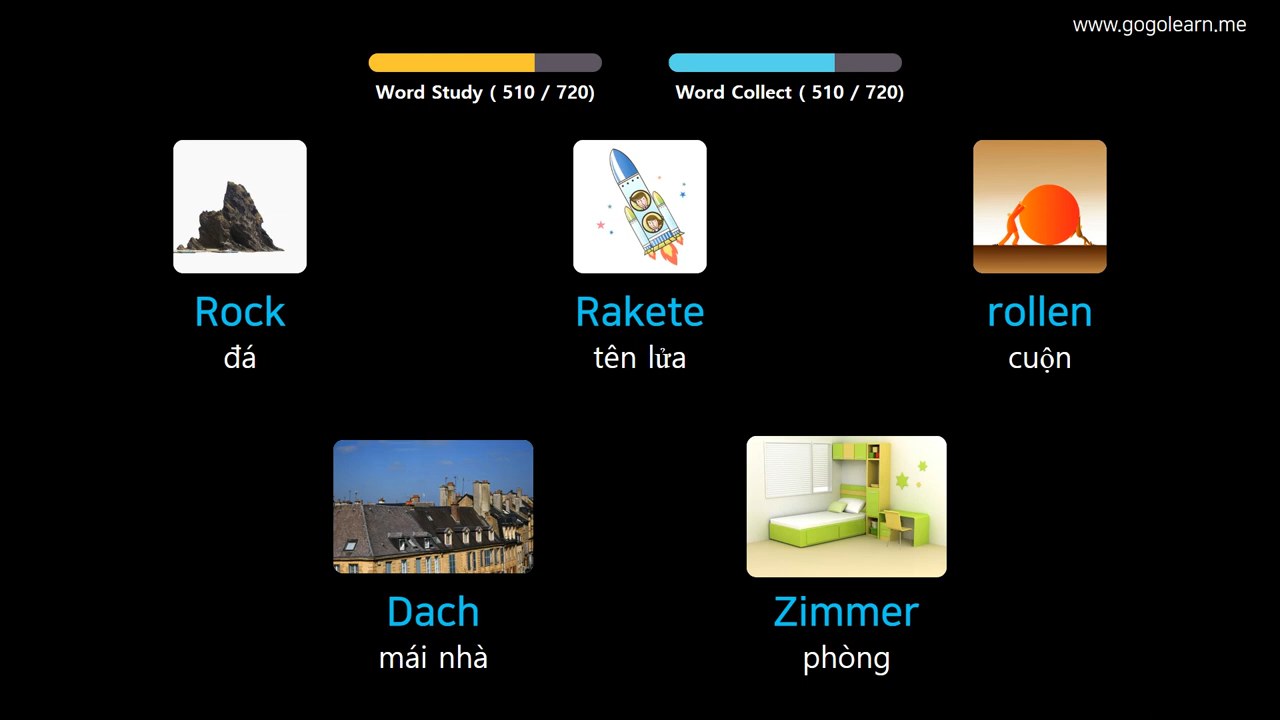 www.gogolearn.me
Word Study ( 510 / 720)
Word Collect ( 510 / 720)
Rock
đá
Rakete
tên lửa
rollen
cuộn
Dach
mái nhà
Zimmer
phòng